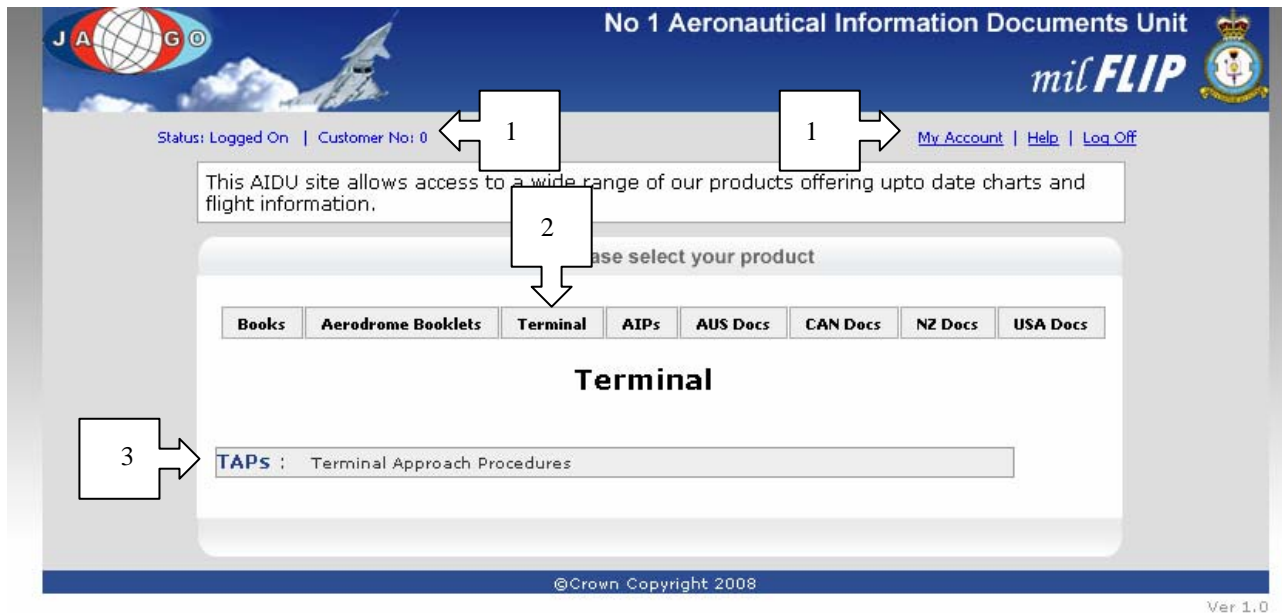 JAGO
No 1 Aeronautical Information Documents Unit
mil FLIP
Status: Logged On | Customer No: 0
1
1
My Account | Help | Log Off
This AIDU site allows access to a wide range of our products offering upto date charts and
flight information.
2
ase select your product
Books Aerodrome Booklets Terminal AIPs AUS Docs CAN Docs NZ Docs USA Docs
Terminal
3
TAPs : Terminal Approach Procedures
©Crown Copyright 2008
Ver 1.0